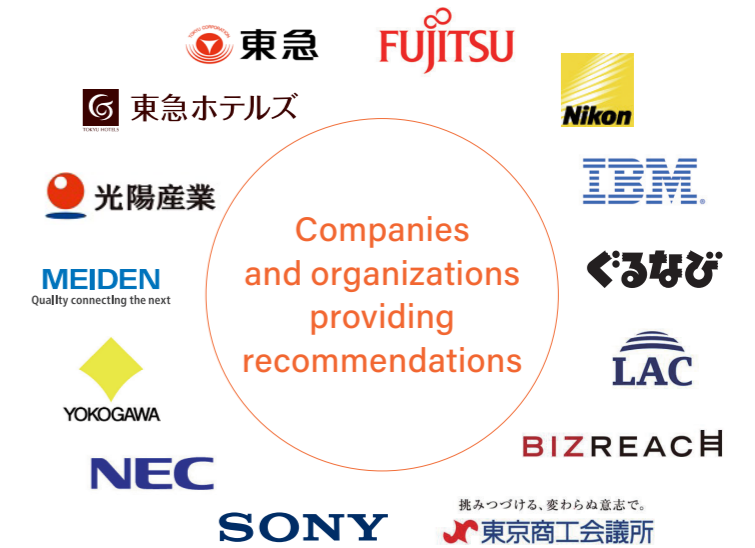 TOKYU CORPORATION
東急
FUJITSU
Nikon
東急ホテルズ
TOKYU HOTELS
IBM
光陽産業
Companies
and organizations
providing
recommendations
ぐるなび
MEIDEN
Quality connecting the next
LAC
YOKOGAWA
BIZREACH
NEC
SONY
挑みつづける、変わらぬ意志で。
東京商工会議所